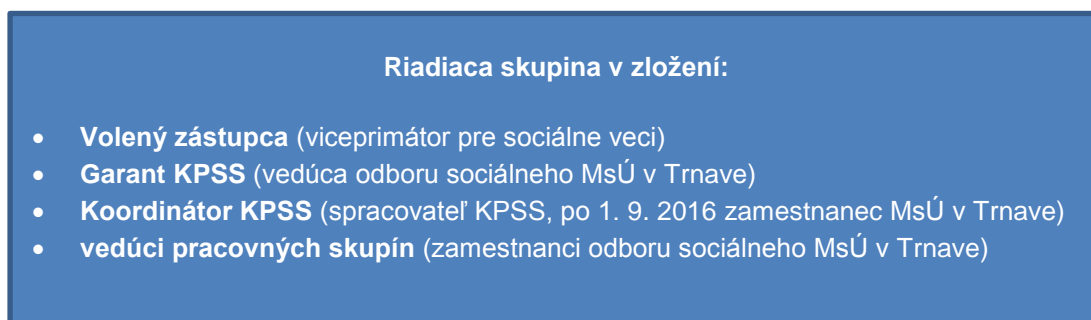 Riadiaca skupina v zložení:
• Volený zástupca (viceprimátor pre sociálne veci)
• Garant KPSS (vedúca odboru sociálneho MsÚ v Trnave)
• Koordinátor KPSS (spracovateľ KPSS, po 1. 9. 2016 zamestnanec MsÚ v Trnave)
• vedúci pracovných skupín (zamestnanci odboru sociálneho MsÚ v Trnave)